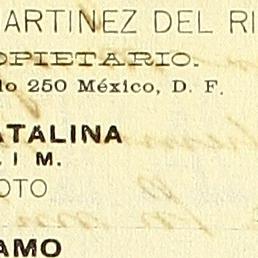 ARTINEZ DEL RI
OPIETARIO.
lo 250 México, D. F.
ATALINA
. I M.
OTO
AMO